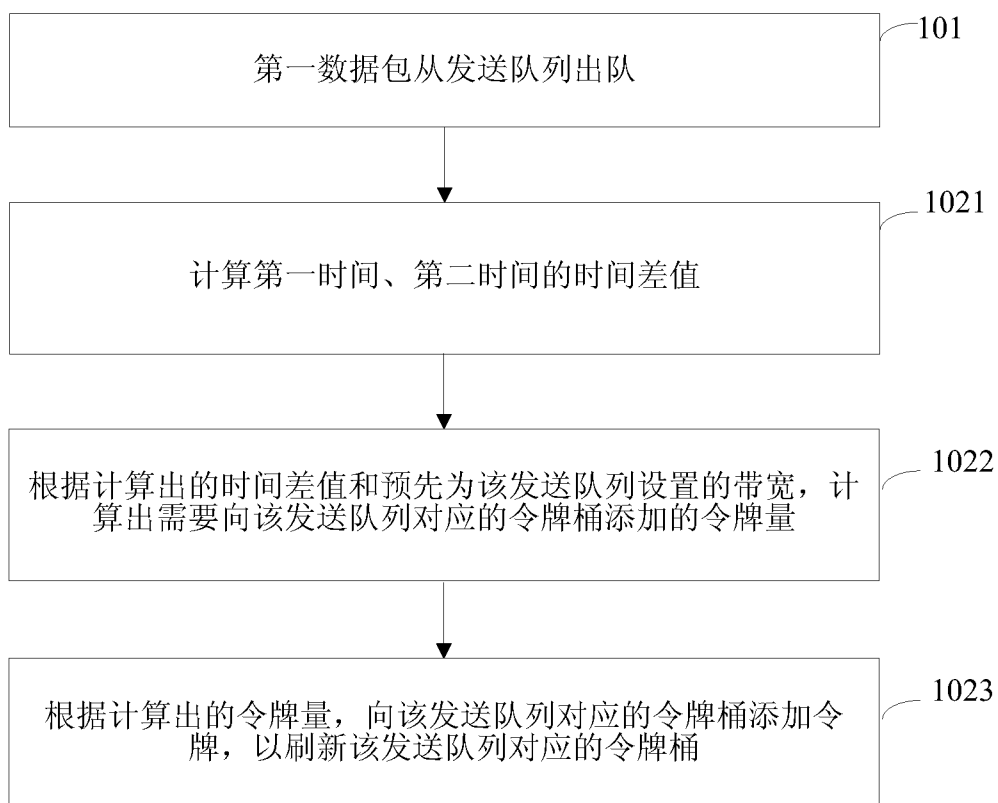 101
第一数据包从发送队列出队
1021
计算第一时间、第二时间的时间差值
1022
根据计算出的时间差值和预先为该发送队列设置的带宽，计
算出需要向该发送队列对应的令牌桶添加的令牌量
1023
根据计算出的令牌量，向该发送队列对应的令牌桶添加令
牌，以刷新该发送队列对应的令牌桶